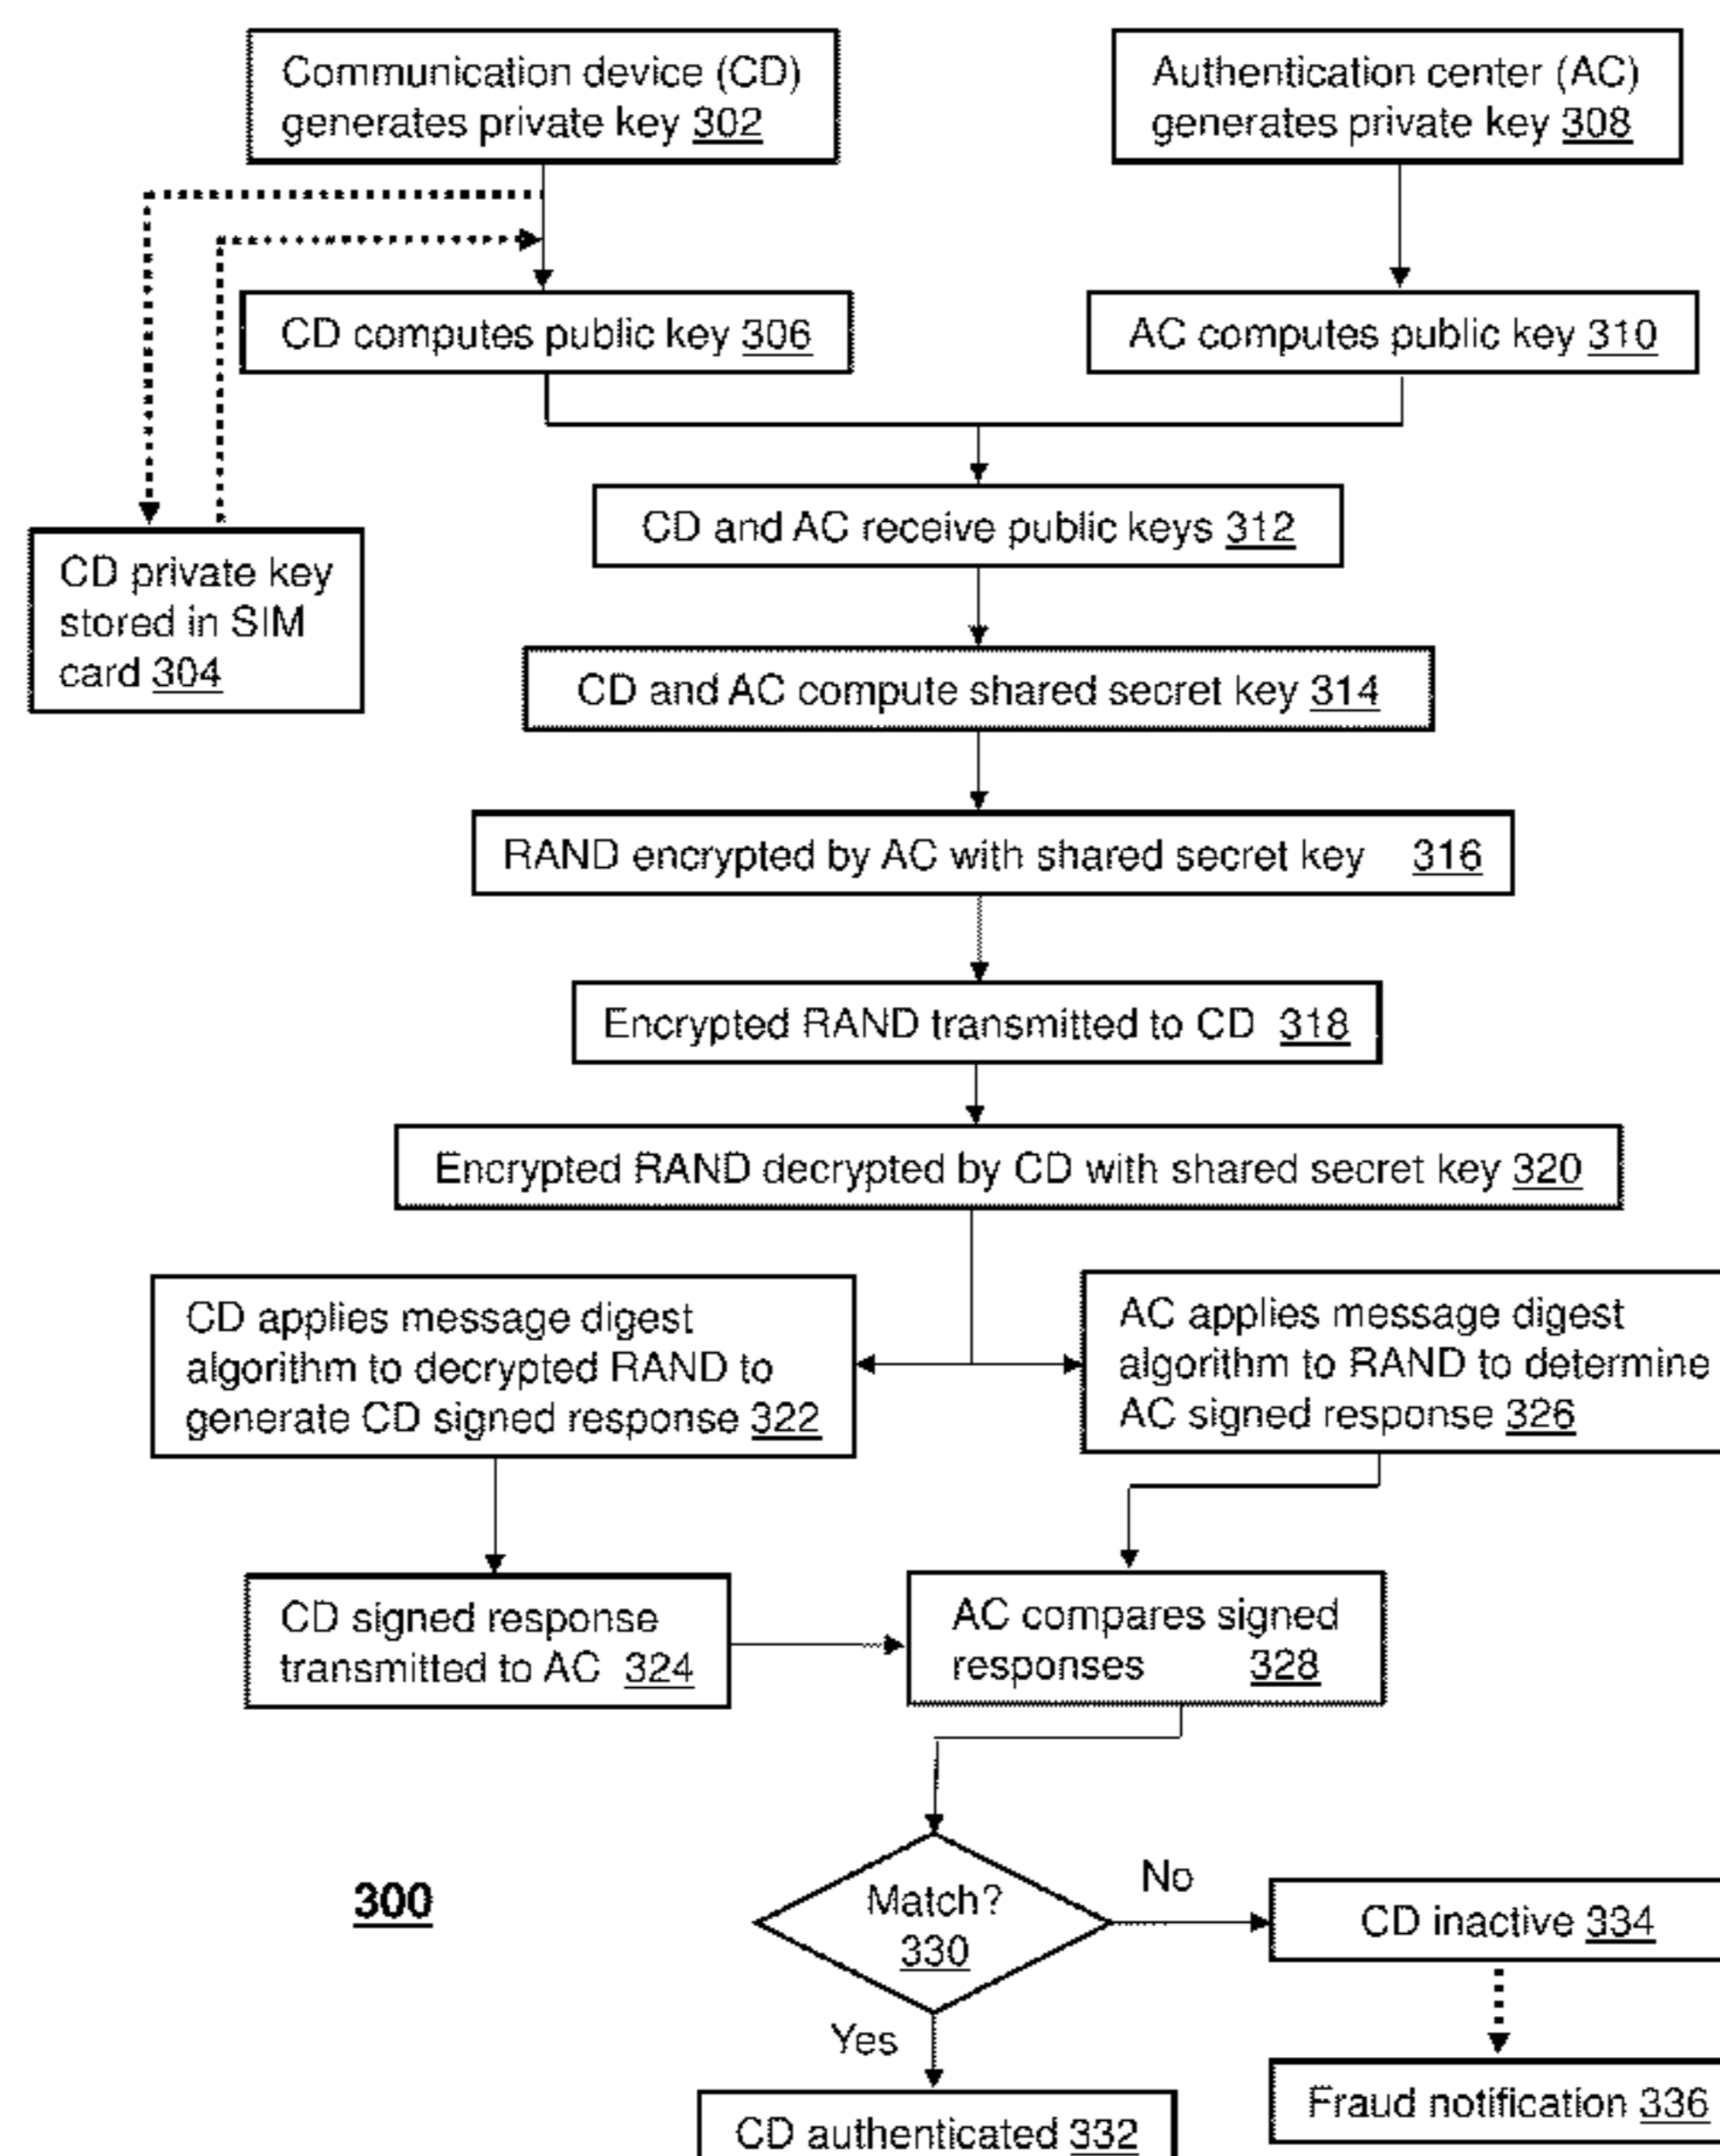 Communication device (CD)
generates private key 302
Authentication center (AC)
generates private key 308
CD computes public key 306
AC computes public key 310
CD and AC receive public keys 312
CD private key
stored in SIM
card 304
CD and AC compute shared secret key 314
RAND encrypted by AC with shared secret key 316
Encrypted RAND transmitted to CD 318
Encrypted RAND decrypted by CD with shared secret key 320
CD applies message digest
algorithm to decrypted RAND to
generate CD signed response 322
AC applies message digest
algorithm to RAND to determine
AC signed response 326
CD signed response
transmitted to AC 324
AC compares signed
responses 328
300
Match?
330
No
CD inactive 334
Yes
Fraud notification 336
CD authenticated 332